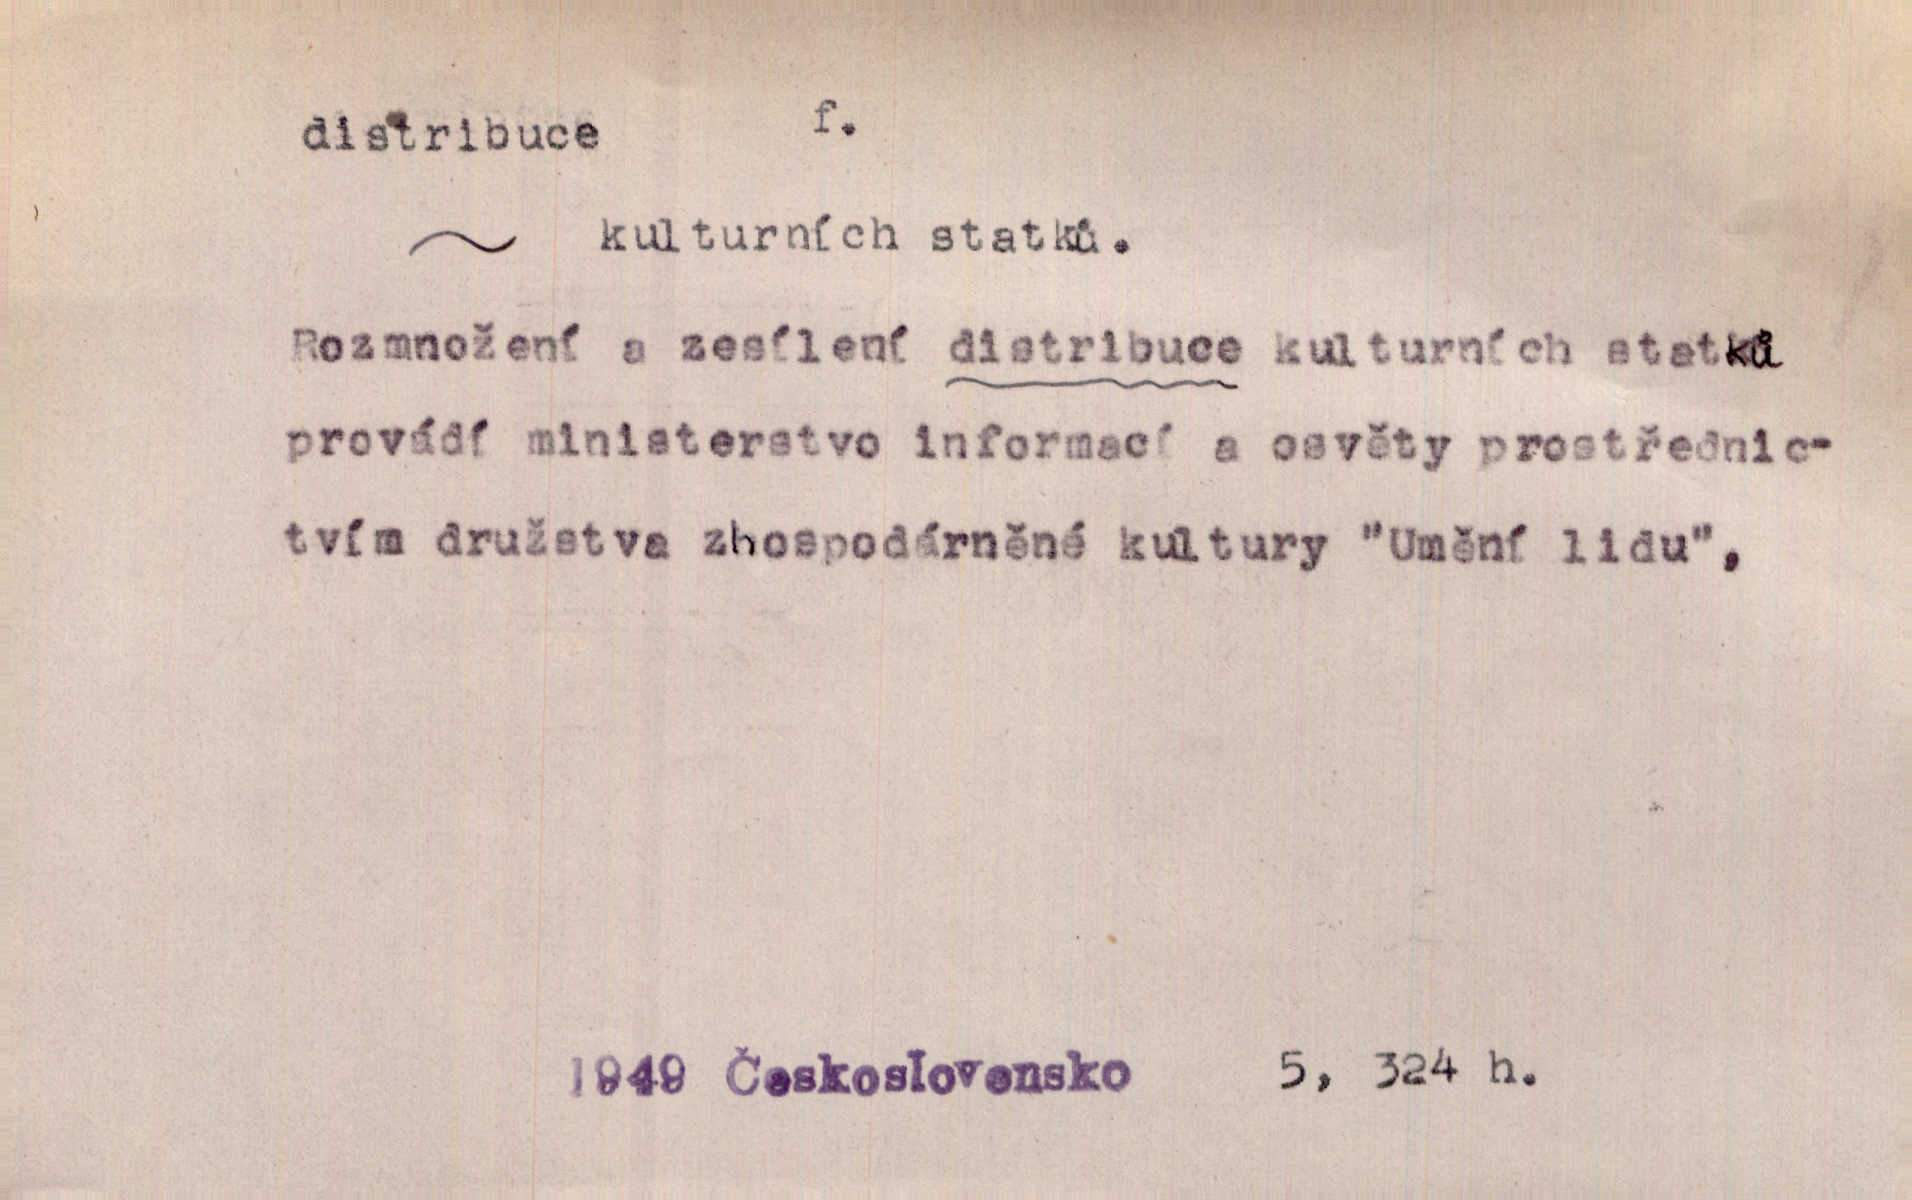 distribuce f.
~ kulturních statků.
Rozmnožení a zesílení distribuce kulturních statků
provádí ministerstvo informací a osvěty prostřednic-
tvím družstva zhospodárněné kultury "Umění lidu",
1949 Československo 5, 324 h.